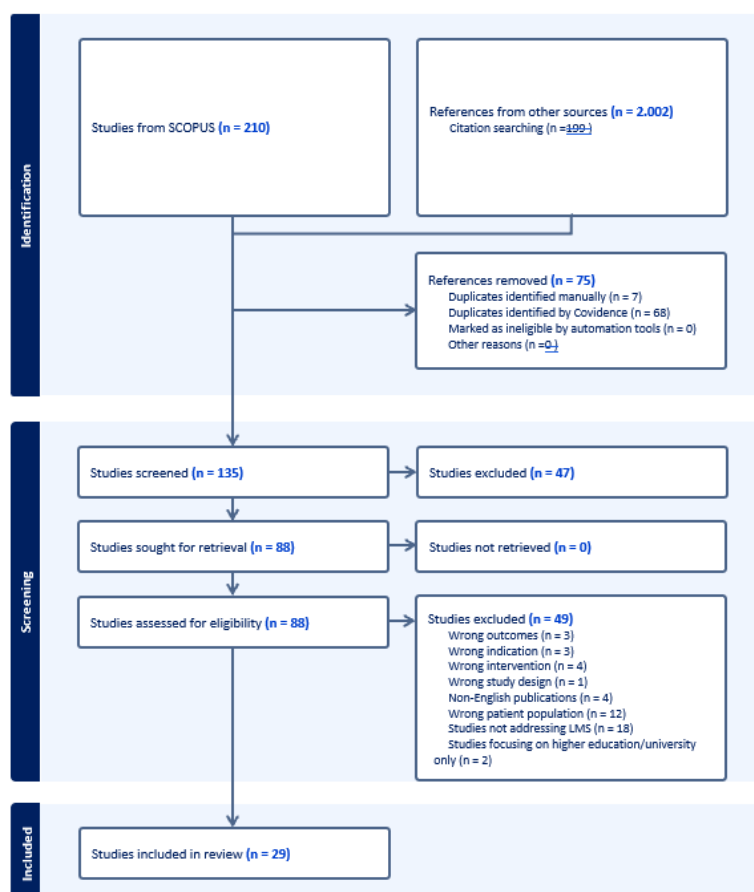 Identification
Studies from SCOPUS (n = 210)
References from other sources (n = 2.002)
Citation searching (n =199 )
References removed (n = 75)
Duplicates identified manually (n = 7)
Duplicates identified by Covidence (n = 68)
Marked as ineligible by automation tools (n = 0)
Other reasons (n =0 )
Screening
Studies screened (n = 135)
Studies excluded (n = 47)
Studies sought for retrieval (n = 88)
Studies not retrieved (n = 0)
Studies assessed for eligibility (n = 88)
Studies excluded (n = 49)
Wrong outcomes (n = 3)
Wrong indication (n = 3)
Wrong intervention (n = 4)
Wrong study design (n = 1)
Non-English publications (n = 4)
Wrong patient population (n = 12)
Studies not addressing LMS (n = 18)
Studies focusing on higher education/university
only (n = 2)
Included
Studies included in review (n = 29)